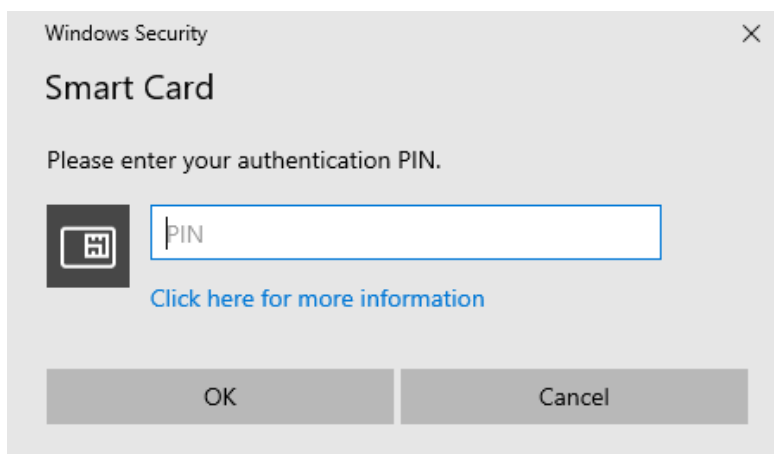 Windows Security
Smart Card
Please enter your authentication PIN.
PIN
Click here for more information
OK
Cancel